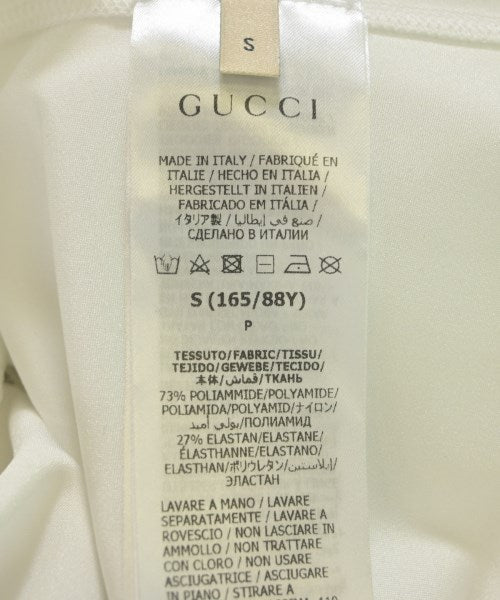 S
GUCCI
MADE IN ITALY / FABRIQUÉ EN
ITALIE / HECHO EN ITALIA /
HERGESTELLT IN ITALIEN /
FABRICADO EM ITÁLIA /
イタリア製 / صنع في إيطاليا /
СДЕЛАНО В ИТАЛИИ
S (165/88Y)
P
TESSUTO/FABRIC/TISSU/
TEJIDO/GEWEBE/TECIDO/
本体/قماش/ТКАНЬ
73% POLIAMMIDE/POLYAMIDE/
POLIAMIDA/POLYAMID/ナイロン/
بولي أميد/ПОЛИАМИД
27% ELASTAN/ELASTANE/
ÉLASTHANNE/ELASTANO/
ELASTHAN/ポリウレタン/إيلاستين/
ЭЛАСТАН
LAVARE A MANO / LAVARE
SEPARATAMENTE / LAVARE A
ROVESCIO / NON LASCIARE IN
AMMOLLO / NON TRATTARE
CON CLORO / NON USARE
ASCIUGATRICE / ASCIUGARE
IN PIANO / STIRARE A